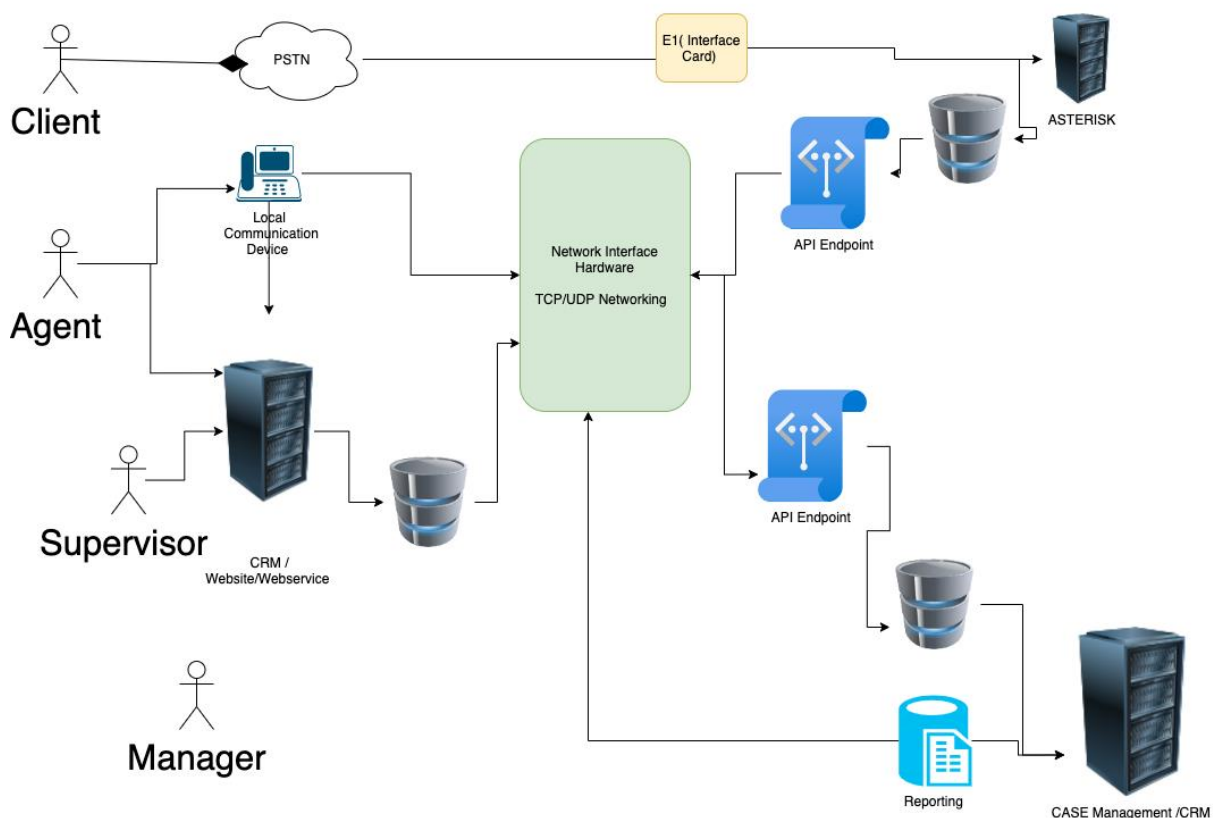 Client
PSTN
E1( Interface
Card)
ASTERISK
API Endpoint
Local
Communication
Device
Agent
Network Interface
Hardware
TCP/UDP Networking
Supervisor
CRM /
Website/Webservice
API Endpoint
Manager
Reporting
CASE Management /CRM